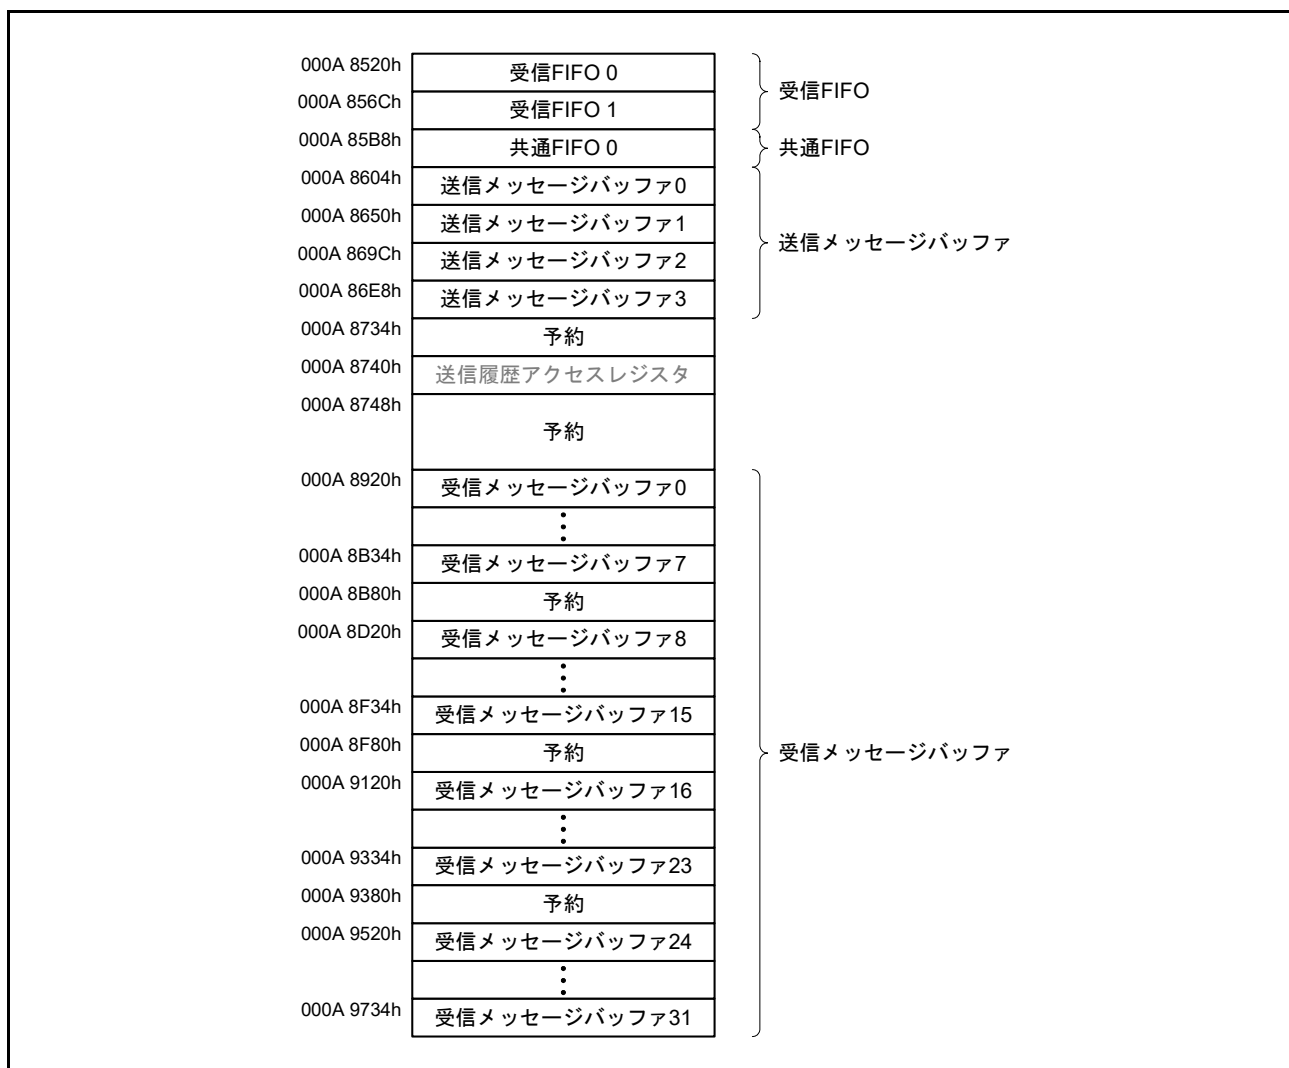 000A 8520h 受信FIFO 0
000A 856Ch 受信FIFO 1
受信FIFO
000A 85B8h 共通FIFO 0
共通FIFO
000A 8604h 送信メッセージバッファ0
000A 8650h 送信メッセージバッファ1
000A 869Ch 送信メッセージバッファ2
000A 86E8h 送信メッセージバッファ3
送信メッセージバッファ
000A 8734h 予約
000A 8740h 送信履歴アクセスレジスタ
000A 8748h 予約
000A 8920h 受信メッセージバッファ0
000A 8B34h 受信メッセージバッファ7
000A 8B80h 予約
000A 8D20h 受信メッセージバッファ8
000A 8F34h 受信メッセージバッファ15
000A 8F80h 予約
000A 9120h 受信メッセージバッファ16
000A 9334h 受信メッセージバッファ23
000A 9380h 予約
000A 9520h 受信メッセージバッファ24
000A 9734h 受信メッセージバッファ31
受信メッセージバッファ